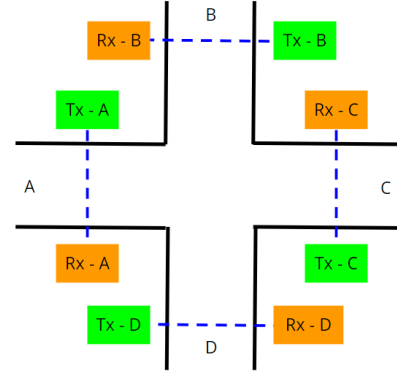 B
Rx - B
Tx - B
Tx - A
Rx - C
A
C
Rx - A
Tx - C
Tx - D
Rx - D
D